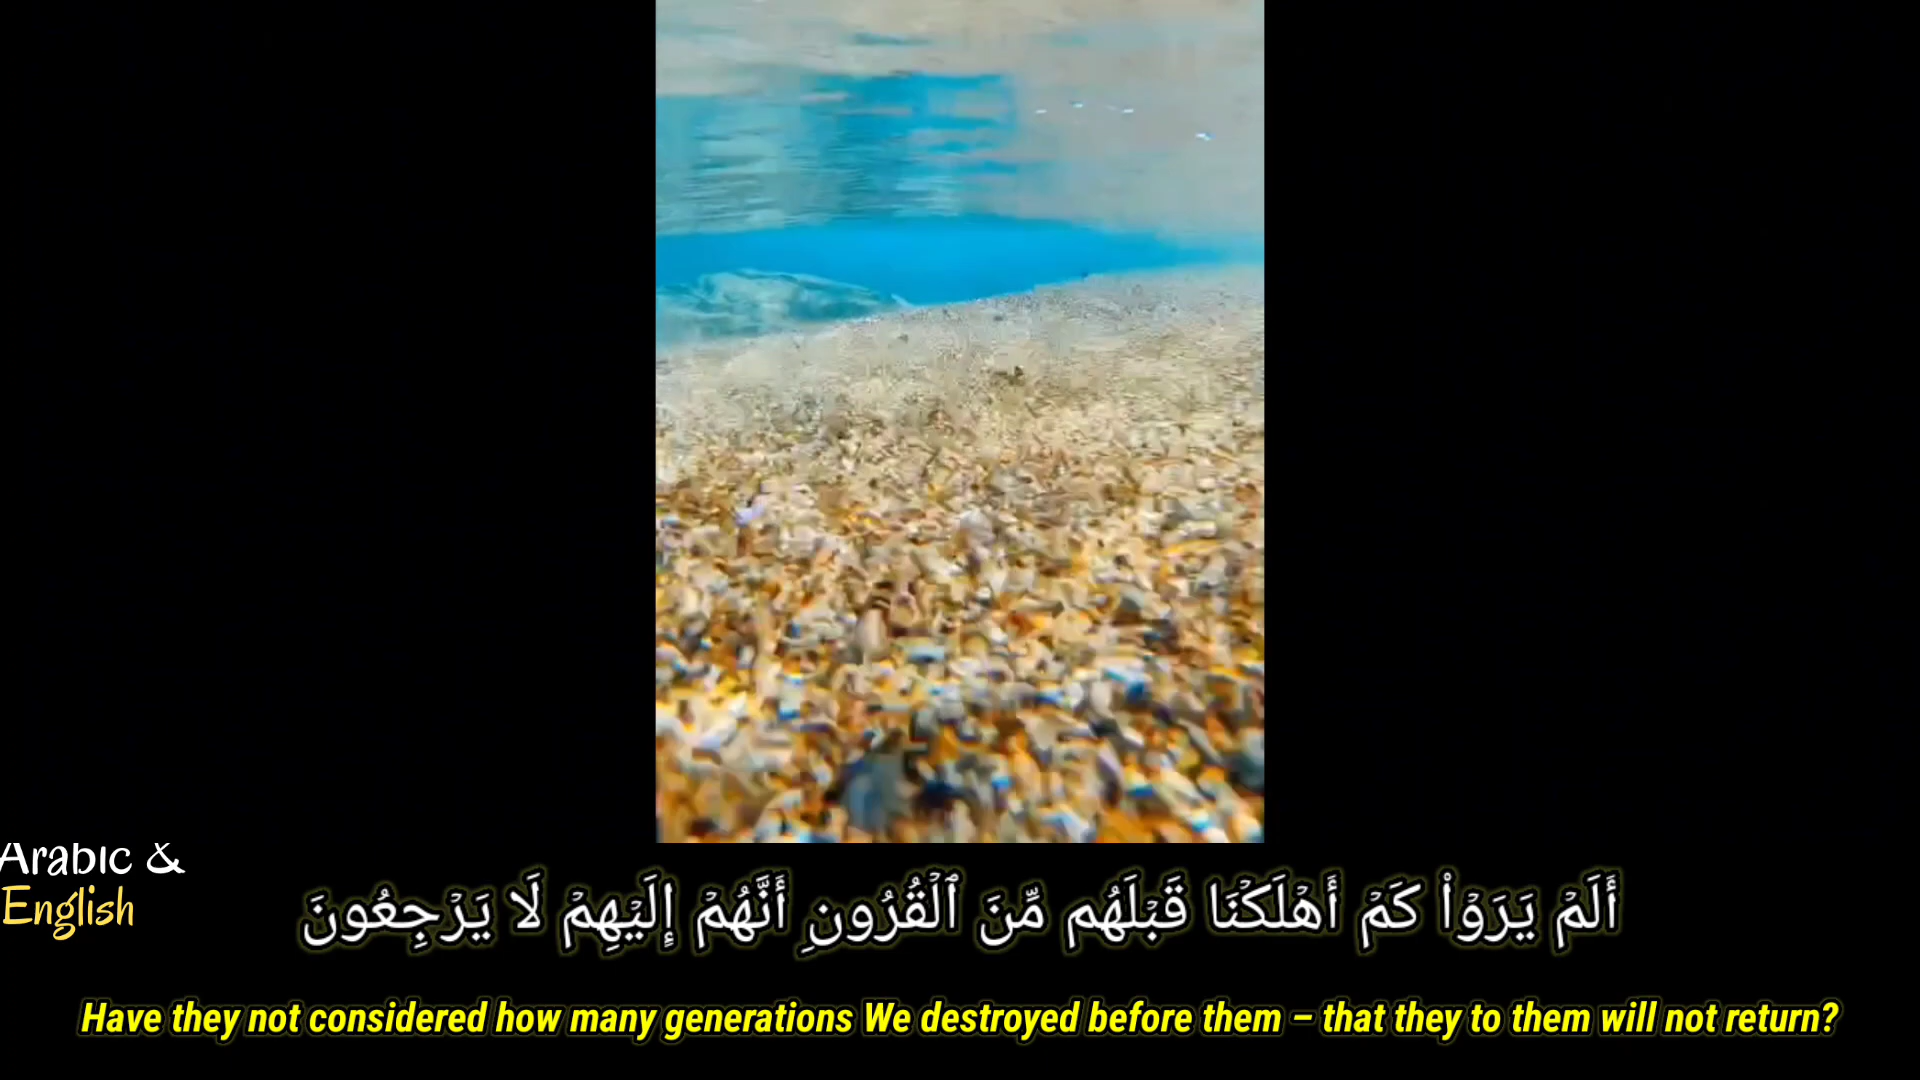 Arabic &
English
أَلَمْ يَرَوْا۟ كَمْ أَهْلَكْنَا قَبْلَهُم مِّنَ ٱلْقُرُونِ أَنَّهُمْ إِلَيْهِمْ لَا يَرْجِعُونَ
Have they not considered how many generations We destroyed before them – that they to them will not return?